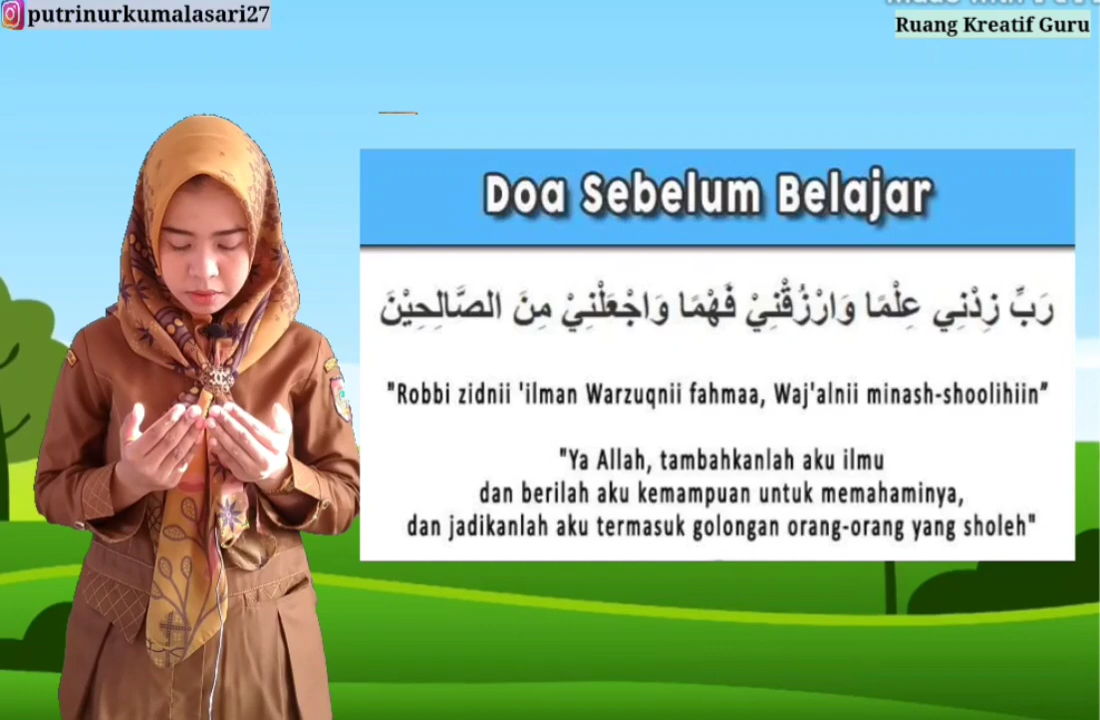 putrinurkumalasari27
Ruang Kreatif Guru
Doa Sebelum Belajar
رَبِّ زِدْنِي عِلْمًا وَارْزُقْنِيْ فَهْمًا وَاجْعَلْنِيْ مِنَ الصَّالِحِيْنَ
"Robbi zidnii 'ilman Warzuqnii fahmaa, Waj'alnii minash-shoolihiin"
"Ya Allah, tambahkanlah aku ilmu
dan berilah aku kemampuan untuk memahaminya,
dan jadikanlah aku termasuk golongan orang-orang yang sholeh"